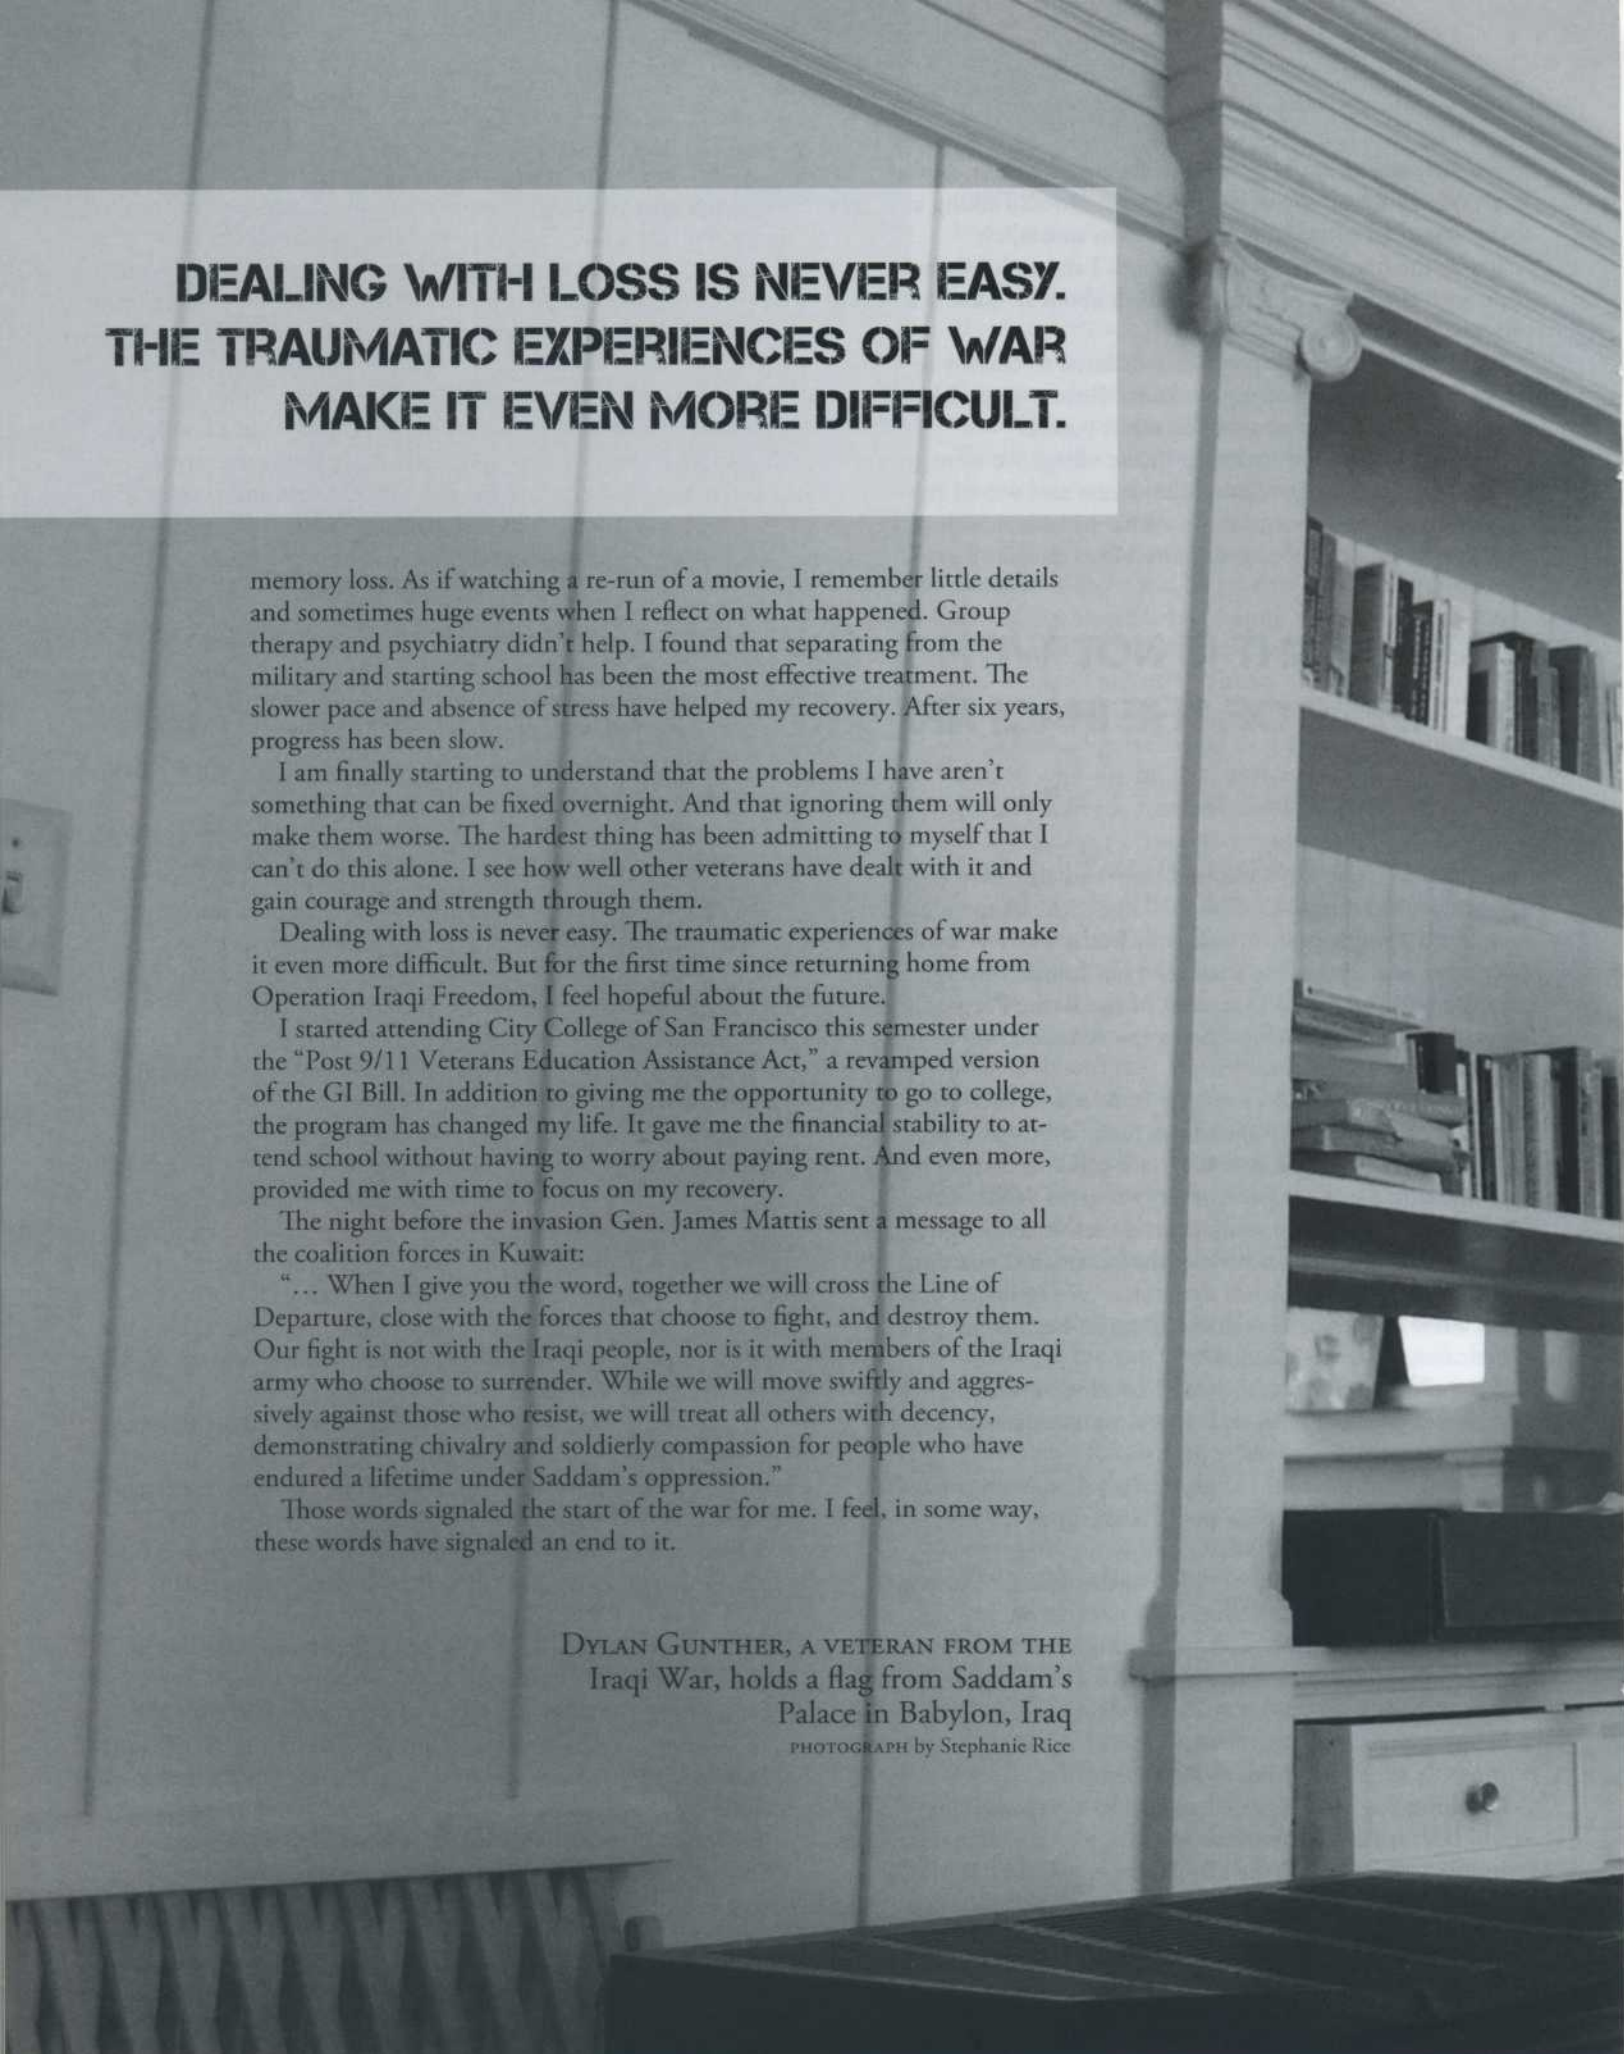 DEALING WITH LOSS IS NEVER EASY.
THE TRAUMATIC EXPERIENCES OF WAR
MAKE IT EVEN MORE DIFFICULT.
memory loss. As if watching a re-run of a movie, I remember little details
and sometimes huge events when I reflect on what happened. Group
therapy and psychiatry didn't help. I found that separating from the
military and starting school has been the most effective treatment. The
slower pace and absence of stress have helped my recovery. After six years,
progress has been slow.
I am finally starting to understand that the problems I have aren't
something that can be fixed overnight. And that ignoring them will only
make them worse. The hardest thing has been admitting to myself that I
can't do this alone. I see how well other veterans have dealt with it and
gain courage and strength through them.
Dealing with loss is never easy. The traumatic experiences of war make
it even more difficult. But for the first time since returning home from
Operation Iraqi Freedom, I feel hopeful about the future.
I started attending City College of San Francisco this semester under
the “Post 9/11 Veterans Education Assistance Act,” a revamped version
of the GI Bill. In addition to giving me the opportunity to go to college,
the program has changed my life. It gave me the financial stability to at-
tend school without having to worry about paying rent. And even more,
provided me with time to focus on my recovery.
The night before the invasion Gen. James Mattis sent a message to all
the coalition forces in Kuwait:
“... When I give you the word, together we will cross the Line of
Departure, close with the forces that choose to fight, and destroy them.
Our fight is not with the Iraqi people, nor is it with members of the Iraqi
army who choose to surrender. While we will move swiftly and aggres-
sively against those who resist, we will treat all others with decency,
demonstrating chivalry and soldierly compassion for people who have
endured a lifetime under Saddam's oppression.”
Those words signaled the start of the war for me. I feel, in some way,
these words have signaled an end to it.
DYLAN GUNTHER, A VETERAN FROM THE
Iraqi War, holds a flag from Saddam's
Palace in Babylon, Iraq
PHOTOGRAPH by Stephanie Rice